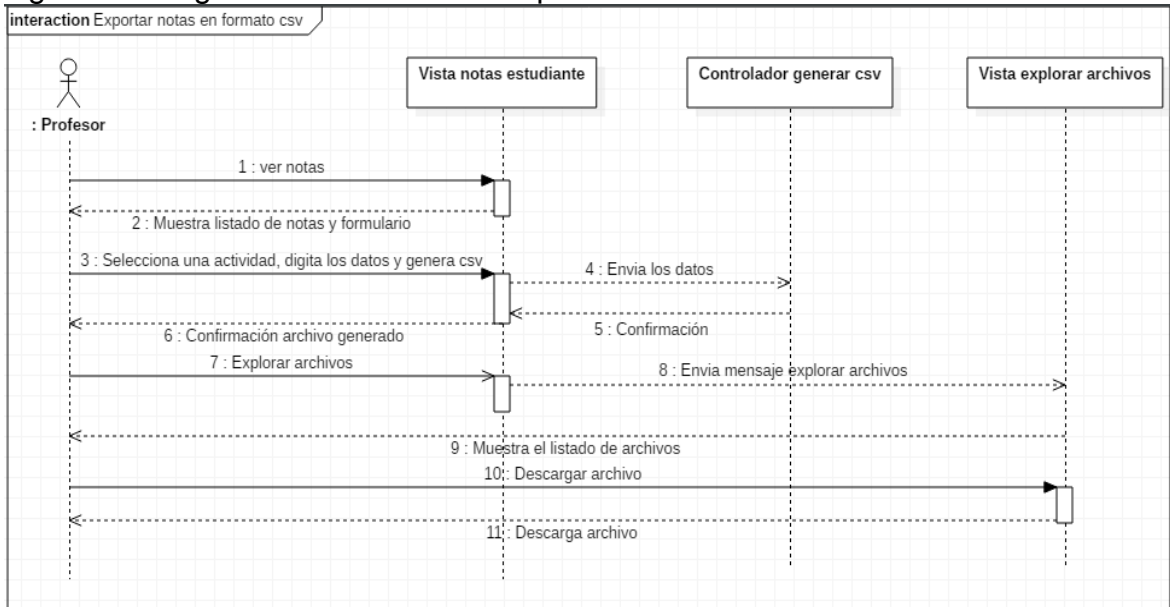 interaction Exportar notas en formato csv
Vista notas estudiante
Controlador generar csv
Vista explorar archivos
: Profesor
1 : ver notas
2 : Muestra listado de notas y formulario
3 : Selecciona una actividad, digita los datos y genera csv
4 : Envia los datos
5 : Confirmación
6 : Confirmación archivo generado
7 : Explorar archivos
8 : Envia mensaje explorar archivos
9 : Muestra el listado de archivos
10 : Descargar archivo
11 : Descarga archivo